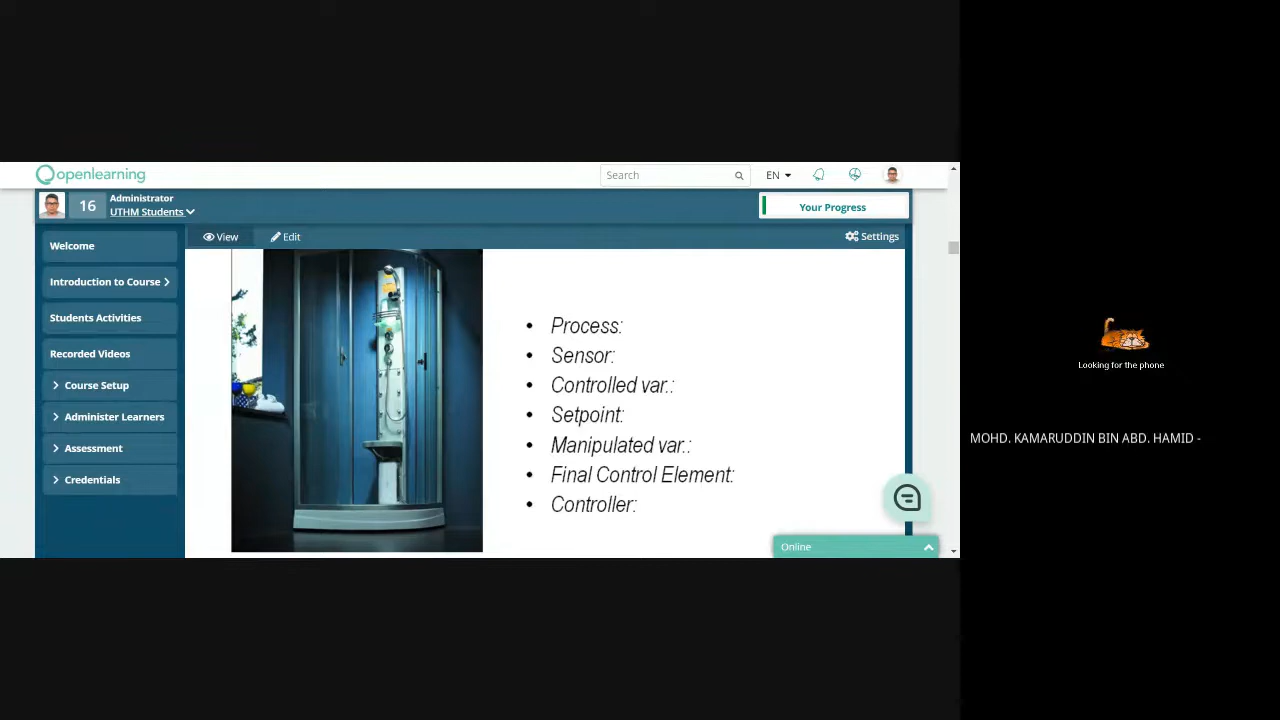 openlearning
Search
EN
16
Administrator
UTHM Students
Your Progress
View
Edit
Settings
Welcome
Introduction to Course
Students Activities
Recorded Videos
Course Setup
Administer Learners
Assessment
Credentials
• Process:
• Sensor:
• Controlled var.:
• Setpoint:
• Manipulated var.:
• Final Control Element:
• Controller:
Online
Looking for the phone
MOHD. KAMARUDDIN BIN ABD. HAMID -